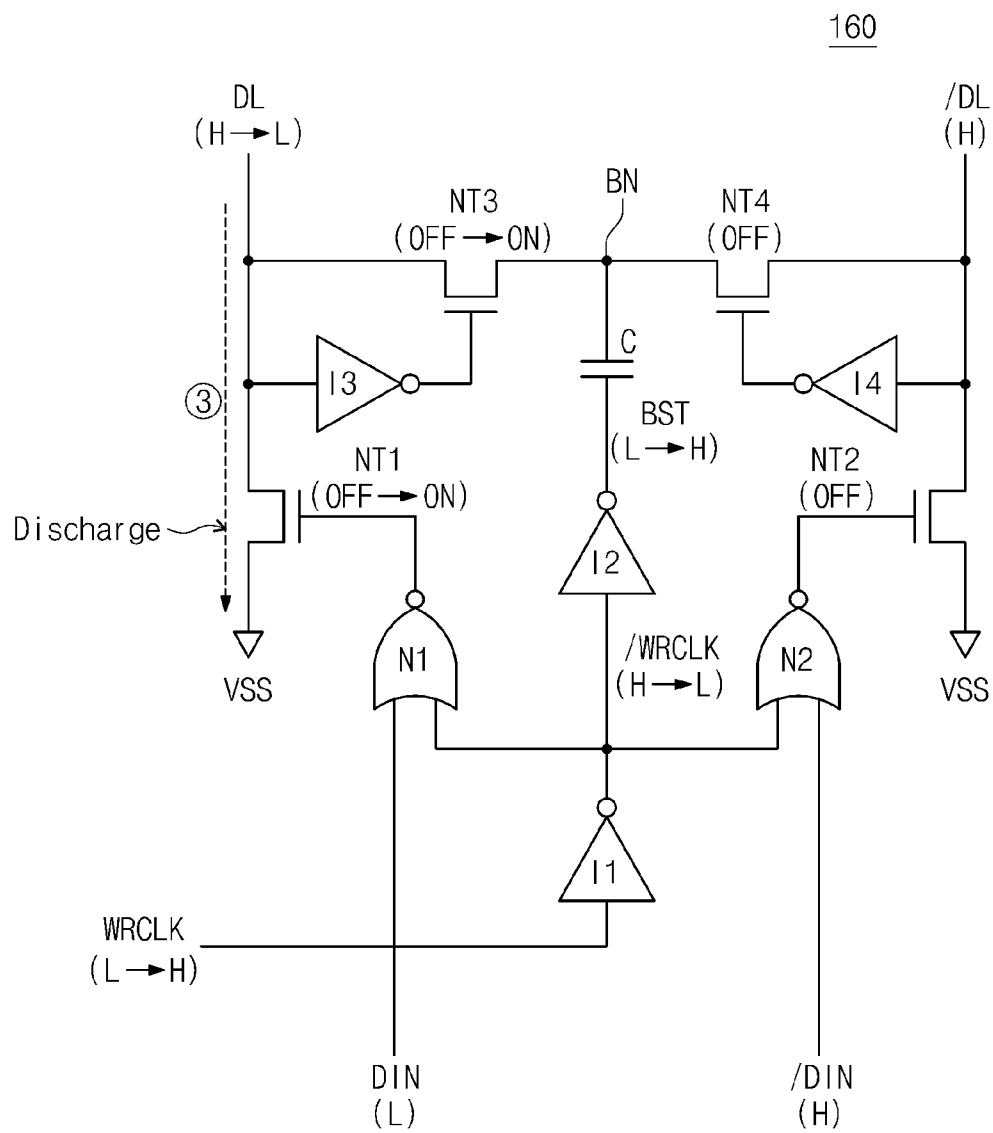 160
DL
(H→L)
/DL
(H)
BN
NT3
(OFF→ON)
NT4
(OFF)
C
I3
I4
③
BST
(L→H)
NT1
(OFF→ON)
NT2
(OFF)
Discharge
I2
N1
/WRCLK
(H→L)
N2
VSS
VSS
I1
WRCLK
(L→H)
DIN
(L)
/DIN
(H)